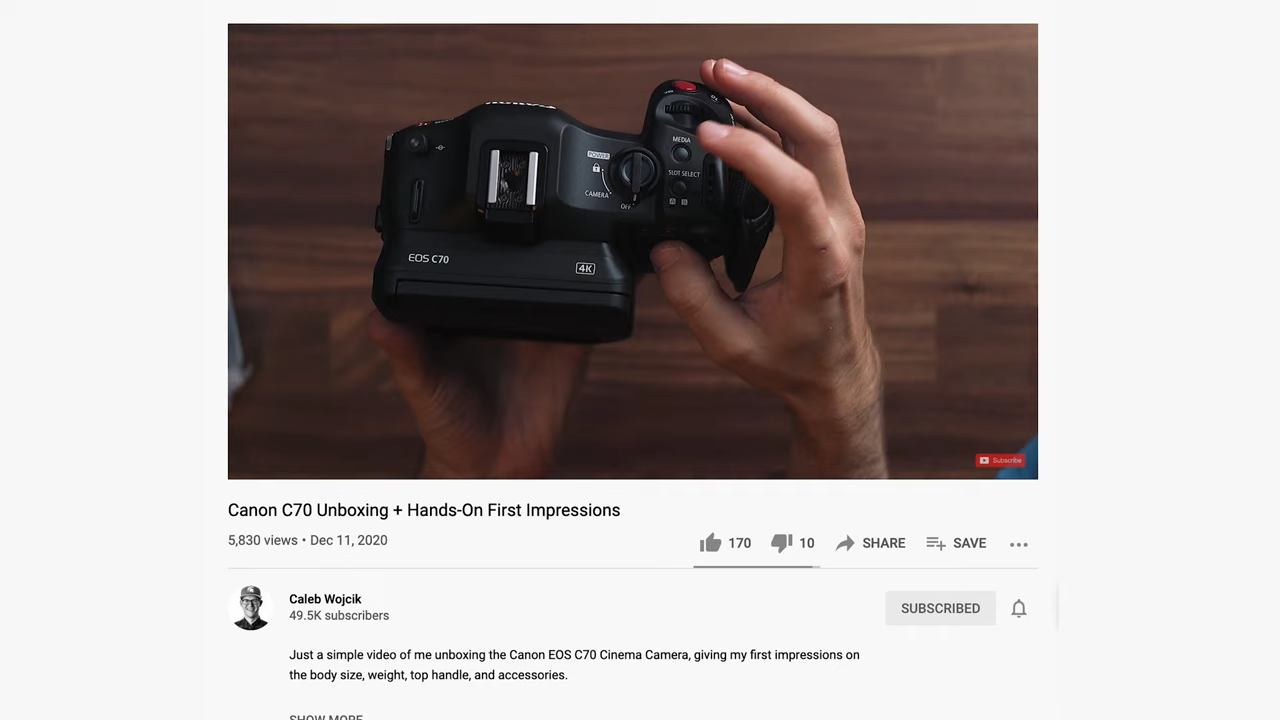 MEDIA
POWER
SLOT SELECT
CAMERA
OFF
A B
EOS C70
4K
Subscribe
Canon C70 Unboxing + Hands-On First Impressions
5,830 views • Dec 11, 2020
170 10 SHARE SAVE
Caleb Wojcik
49.5K subscribers
SUBSCRIBED
Just a simple video of me unboxing the Canon EOS C70 Cinema Camera, giving my first impressions on
the body size, weight, top handle, and accessories.
SHOW MORE